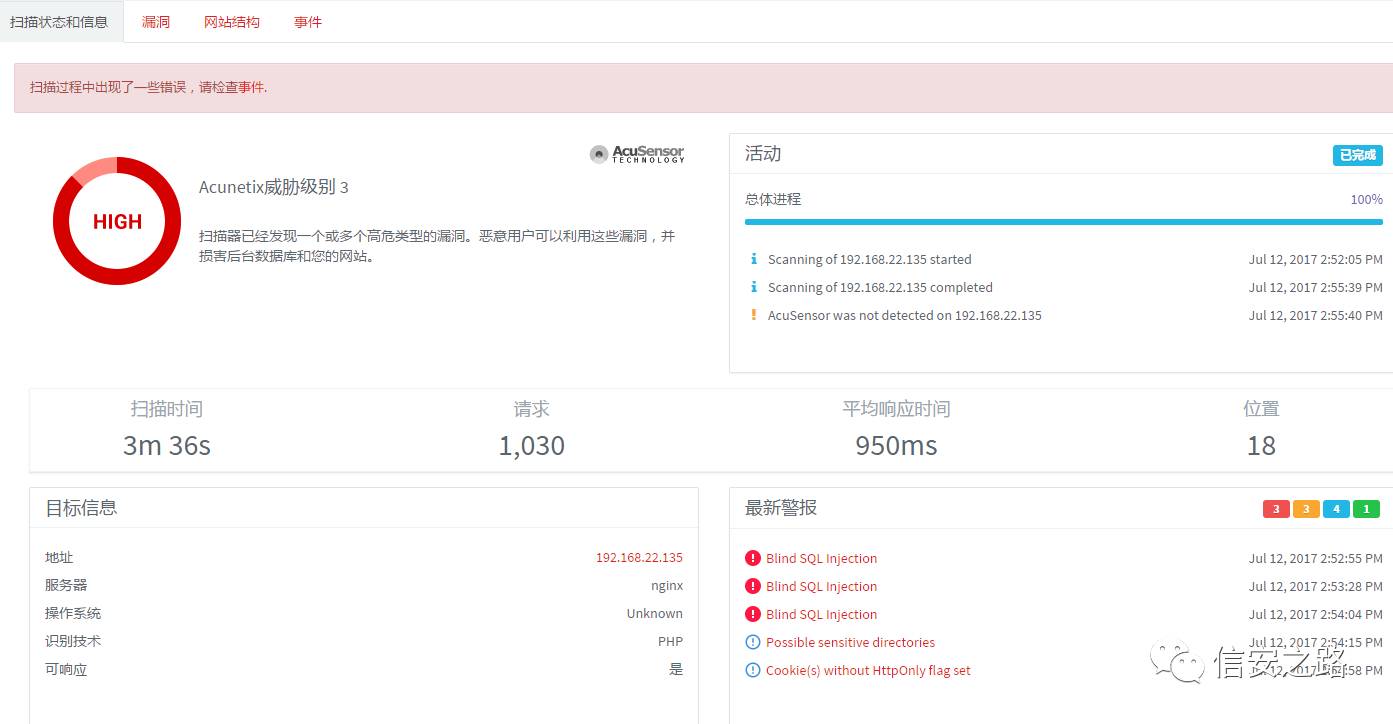 扫描状态和信息 漏洞 网站结构 事件
扫描过程中出现了一些错误，请检查事件.
AcuSensor
TECHNOLOGY
HIGH
Acunetix威胁级别 3
扫描器已经发现一个或多个高危类型的漏洞。恶意用户可以利用这些漏洞，并
损害后台数据库和您的网站。
活动 已完成
总体进程 100%
Scanning of 192.168.22.135 started Jul 12, 2017 2:52:05 PM
Scanning of 192.168.22.135 completed Jul 12, 2017 2:55:39 PM
AcuSensor was not detected on 192.168.22.135 Jul 12, 2017 2:55:40 PM
扫描时间 请求 平均响应时间 位置
3m 36s 1,030 950ms 18
目标信息
地址 192.168.22.135
服务器 nginx
操作系统 Unknown
识别技术 PHP
可响应 是
最新警报 3 3 4 1
Blind SQL Injection Jul 12, 2017 2:52:55 PM
Blind SQL Injection Jul 12, 2017 2:53:28 PM
Blind SQL Injection Jul 12, 2017 2:54:04 PM
Possible sensitive directories Jul 12, 2017 2:54:15 PM
Cookie(s) without HttpOnly flag set 12, 2017 :58 PM
信安之路